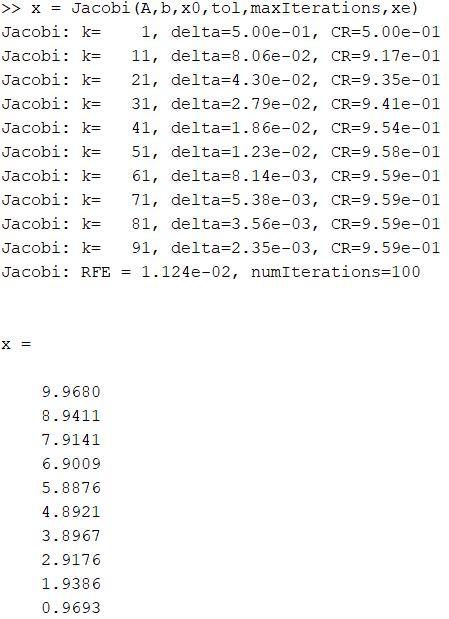 >> x = Jacobi(A,b,x0,tol,maxIterations,xe)
Jacobi: k=    1, delta=5.00e-01, CR=5.00e-01
Jacobi: k=   11, delta=8.06e-02, CR=9.17e-01
Jacobi: k=   21, delta=4.30e-02, CR=9.35e-01
Jacobi: k=   31, delta=2.79e-02, CR=9.41e-01
Jacobi: k=   41, delta=1.86e-02, CR=9.54e-01
Jacobi: k=   51, delta=1.23e-02, CR=9.58e-01
Jacobi: k=   61, delta=8.14e-03, CR=9.59e-01
Jacobi: k=   71, delta=5.38e-03, CR=9.59e-01
Jacobi: k=   81, delta=3.56e-03, CR=9.59e-01
Jacobi: k=   91, delta=2.35e-03, CR=9.59e-01
Jacobi: RFE = 1.124e-02, numIterations=100
x =
9.9680
8.9411
7.9141
6.9009
5.8876
4.8921
3.8967
2.9176
1.9386
0.9693